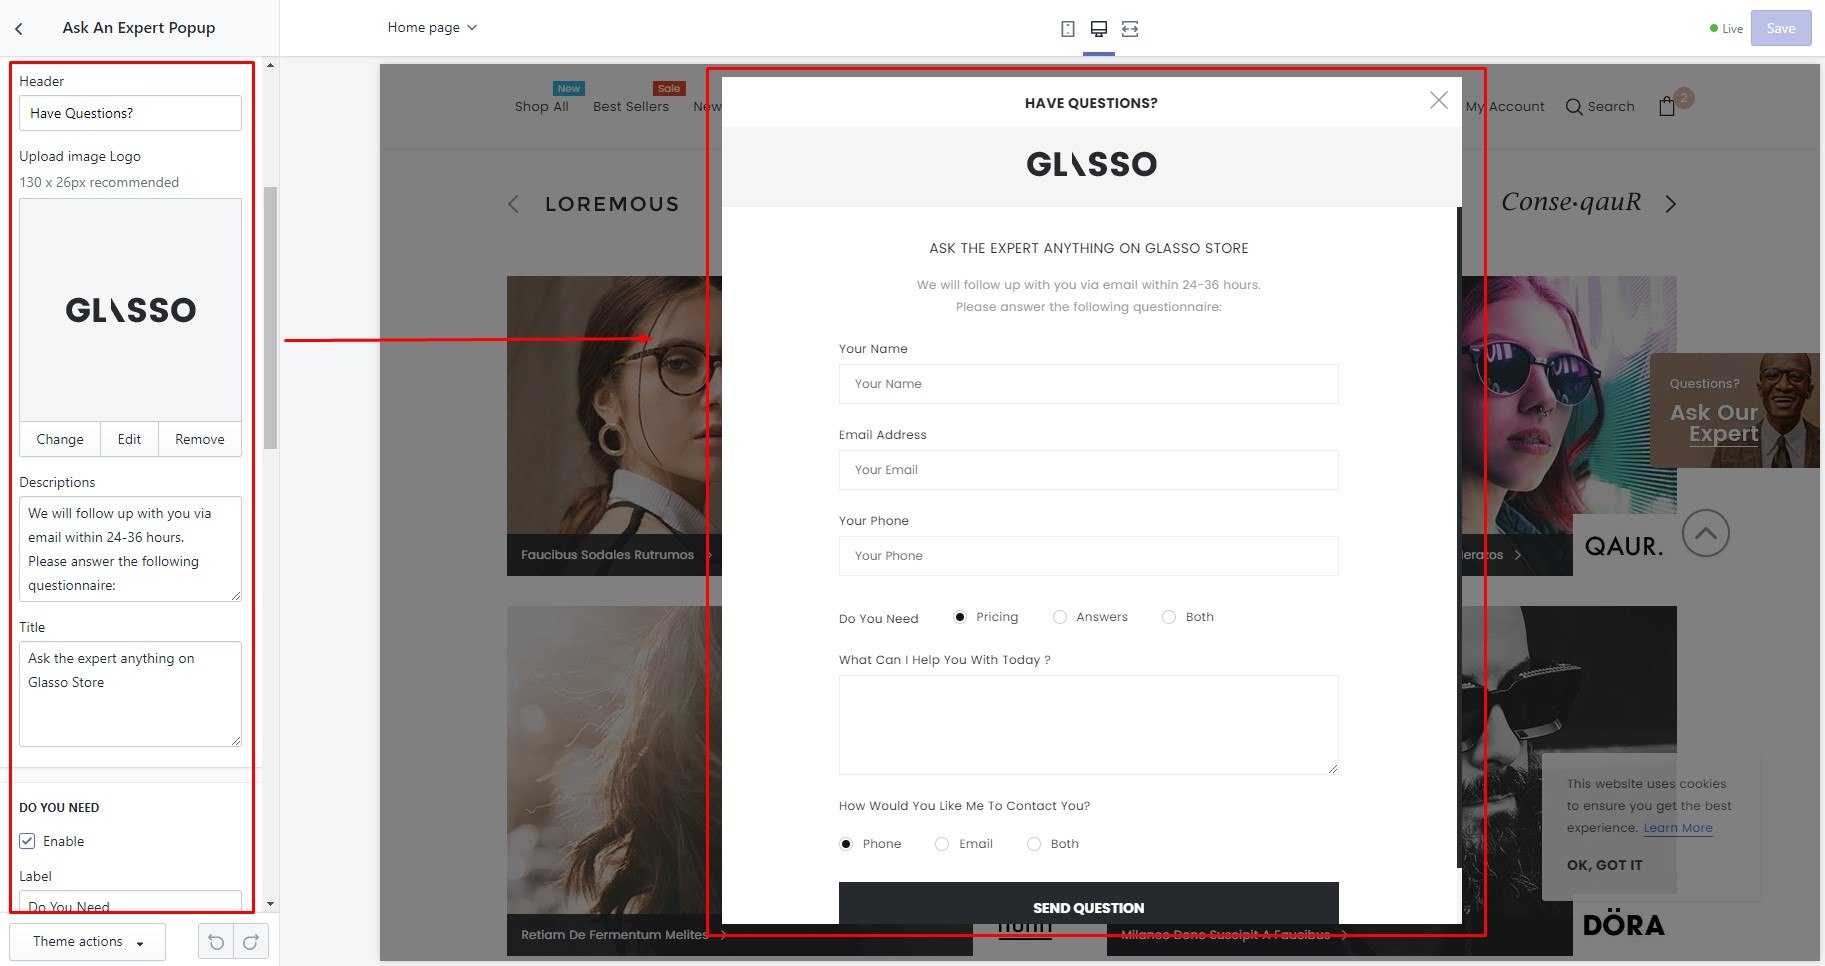 Ask An Expert Popup
Home page
Live
Save
Header
Have Questions?
Upload image Logo
130 x 26px recommended
GLASSO
Change
Edit
Remove
Descriptions
We will follow up with you via
email within 24-36 hours.
Please answer the following
questionnaire:
Title
Ask the expert anything on
Glasso Store
DO YOU NEED
Enable
Label
Do You Need
Theme actions
New
Sale
Shop All
Best Sellers
New
My Account
Search
2
LOREMOUS
Conse·qauR
HAVE QUESTIONS?
GLASSO
ASK THE EXPERT ANYTHING ON GLASSO STORE
We will follow up with you via email within 24-36 hours.
Please answer the following questionnaire:
Your Name
Your Name
Email Address
Your Email
Your Phone
Your Phone
Do You Need
Pricing
Answers
Both
What Can I Help You With Today ?
How Would You Like Me To Contact You?
Phone
Email
Both
SEND QUESTION
Questions?
Ask Our
Expert
Faucibus Sodales Rutrumos
QAUR.
This website uses cookies
to ensure you get the best
experience. Learn More
OK, GOT IT
Retiam De Fermentum Melites
Milanos Dono Suscipit A Faucibus
DÖRA